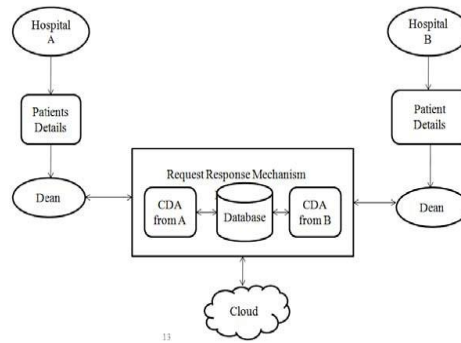 Hospital
A
Hospital
B
Patients
Details
Patient
Details
Request Response Mechanism
Dean
CDA
from A
Database
CDA
from B
Dean
Cloud
13